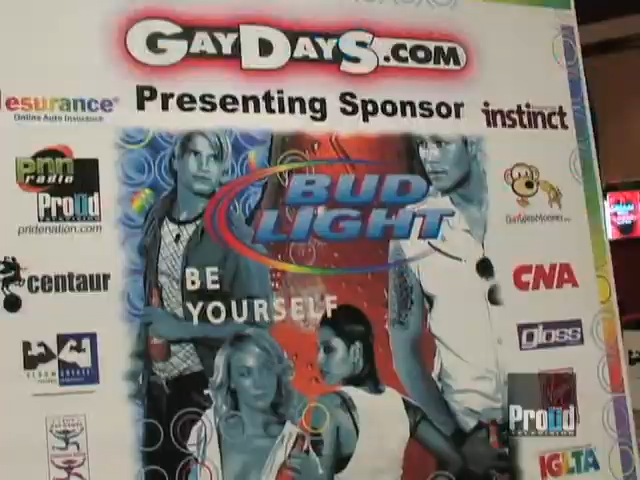 GAYDAYS.COM
Presenting Sponsor
esurance
Online Auto Insurance
instinct
pnn
radio
Proud
pridenation.com
BUD
LIGHT
BE
YOURSELF
centaur
CNA
gloss
Proud
TELEVISION
IGLTA